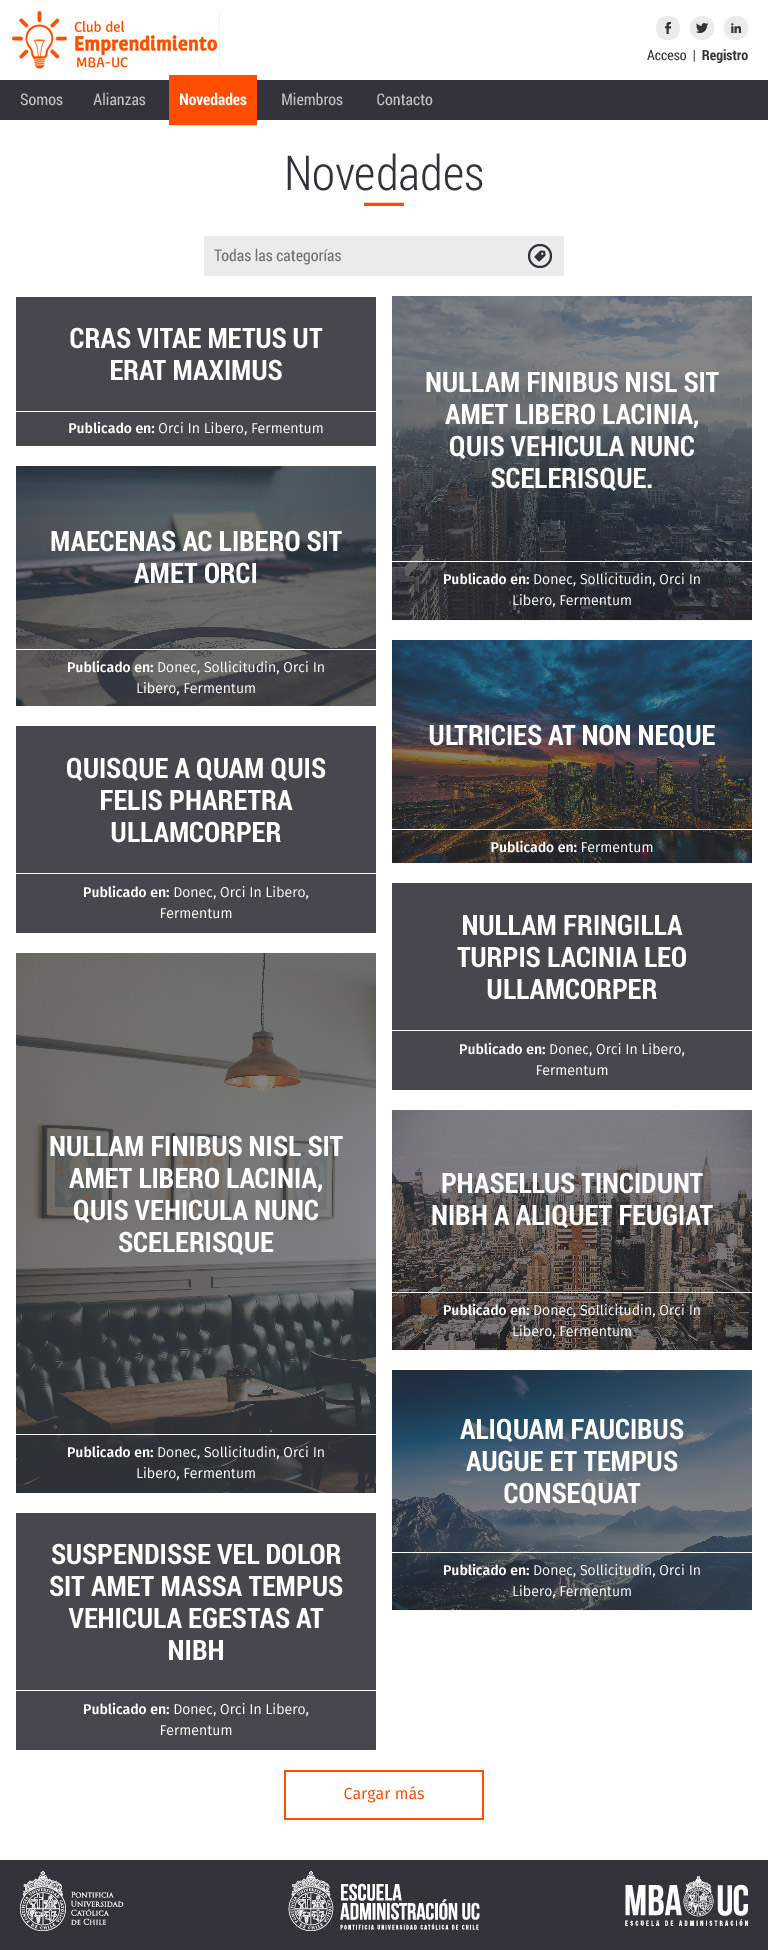 Club del
Emprendimiento
MBA-UC
Acceso | Registro
Somos Alianzas Novedades Miembros Contacto
Novedades
Todas las categorías
CRAS VITAE METUS UT
ERAT MAXIMUS
Publicado en: Orci In Libero, Fermentum
MAECENAS AC LIBERO SIT
AMET ORCI
Publicado en: Donec, Sollicitudin, Orci In
Libero, Fermentum
QUISQUE A QUAM QUIS
FELIS PHARETRA
ULLAMCORPER
Publicado en: Donec, Orci In Libero,
Fermentum
NULLAM FINIBUS NISL SIT
AMET LIBERO LACINIA,
QUIS VEHICULA NUNC
SCELERISQUE
Publicado en: Donec, Sollicitudin, Orci In
Libero, Fermentum
SUSPENDISSE VEL DOLOR
SIT AMET MASSA TEMPUS
VEHICULA EGESTAS AT
NIBH
Publicado en: Donec, Orci In Libero,
Fermentum
NULLAM FINIBUS NISL SIT
AMET LIBERO LACINIA,
QUIS VEHICULA NUNC
SCELERISQUE.
Publicado en: Donec, Sollicitudin, Orci In
Libero, Fermentum
ULTRICIES AT NON NEQUE
Publicado en: Fermentum
NULLAM FRINGILLA
TURPIS LACINIA LEO
ULLAMCORPER
Publicado en: Donec, Orci In Libero,
Fermentum
PHASELLUS TINCIDUNT
NIBH A ALIQUET FEUGIAT
Publicado en: Donec, Sollicitudin, Orci In
Libero, Fermentum
ALIQUAM FAUCIBUS
AUGUE ET TEMPUS
CONSEQUAT
Publicado en: Donec, Sollicitudin, Orci In
Libero, Fermentum
Cargar más
PONTIFICIA
UNIVERSIDAD
CATÓLICA
DE CHILE
ESCUELA
ADMINISTRACIÓN UC
PONTIFICIA UNIVERSIDAD CATÓLICA DE CHILE
MBA UC
ESCUELA DE ADMINISTRACIÓN